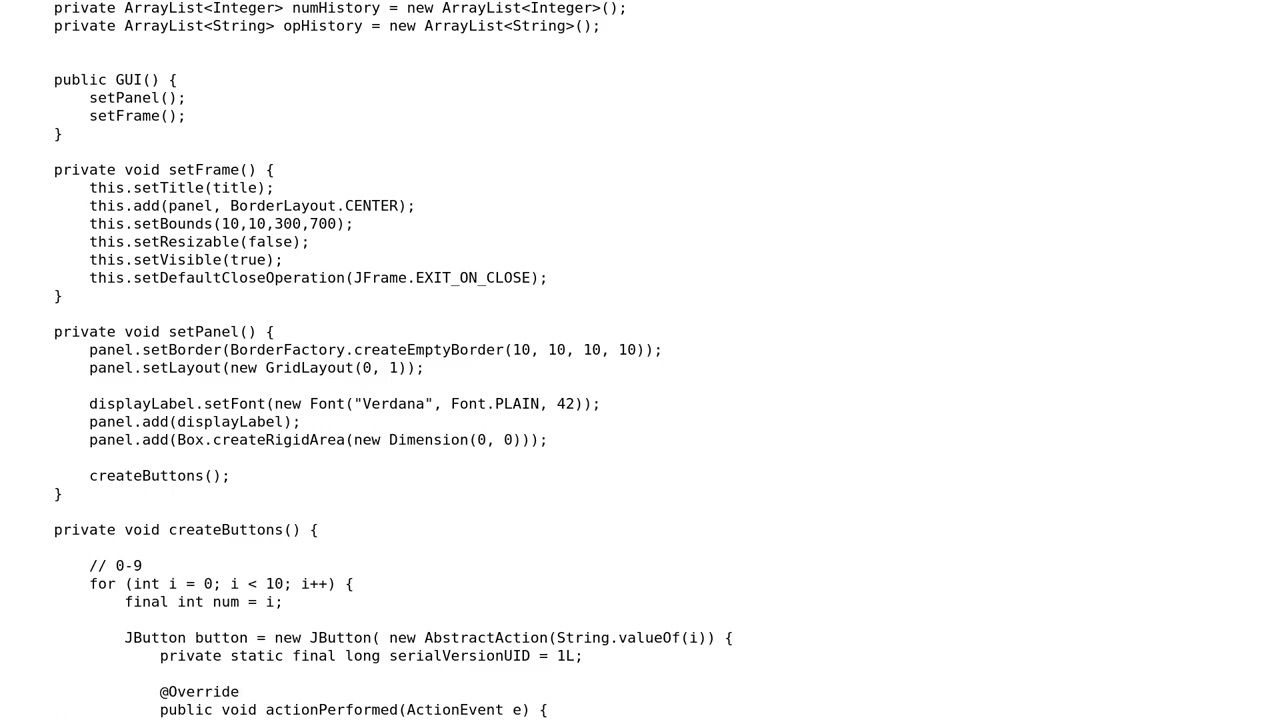 private ArrayList<Integer> numHistory = new ArrayList<Integer>();
private ArrayList<String> opHistory = new ArrayList<String>();
public GUI() {
setPanel();
setFrame();
}
private void setFrame() {
this.setTitle(title);
this.add(panel, BorderLayout.CENTER);
this.setBounds(10,10,300,700);
this.setResizable(false);
this.setVisible(true);
this.setDefaultCloseOperation(JFrame.EXIT_ON_CLOSE);
}
private void setPanel() {
panel.setBorder(BorderFactory.createEmptyBorder(10, 10, 10, 10));
panel.setLayout(new GridLayout(0, 1));
displayLabel.setFont(new Font("Verdana", Font.PLAIN, 42));
panel.add(displayLabel);
panel.add(Box.createRigidArea(new Dimension(0, 0)));
createButtons();
}
private void createButtons() {
// 0-9
for (int i = 0; i < 10; i++) {
final int num = i;
JButton button = new JButton( new AbstractAction(String.valueOf(i)) {
private static final long serialVersionUID = 1L;
@Override
public void actionPerformed(ActionEvent e) {